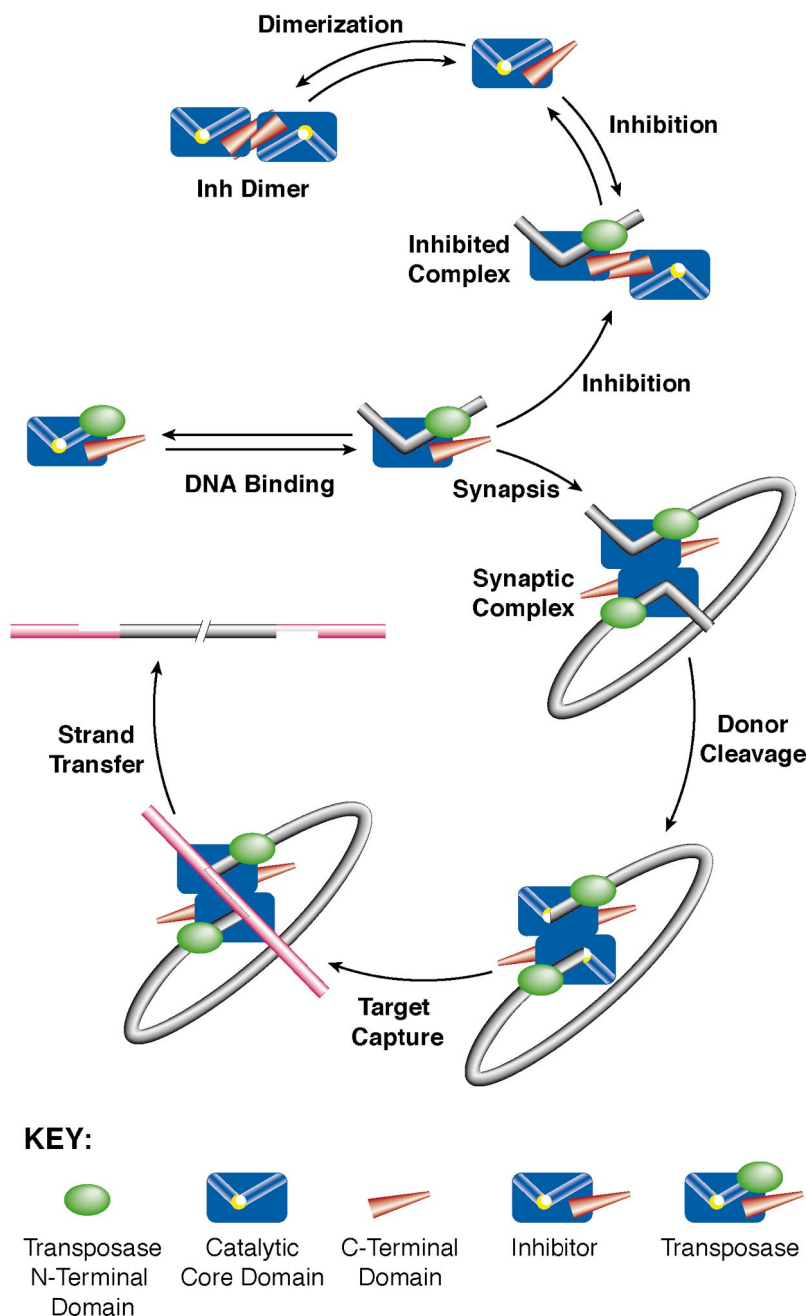 Dimerization
Inhibition
Inh Dimer
Inhibited
Complex
Inhibition
DNA Binding
Synapsis
Synaptic
Complex
Donor
Cleavage
Strand
Transfer
Target
Capture
KEY:
Transposase
N-Terminal
Domain
Catalytic
Core Domain
C-Terminal
Domain
Inhibitor
Transposase